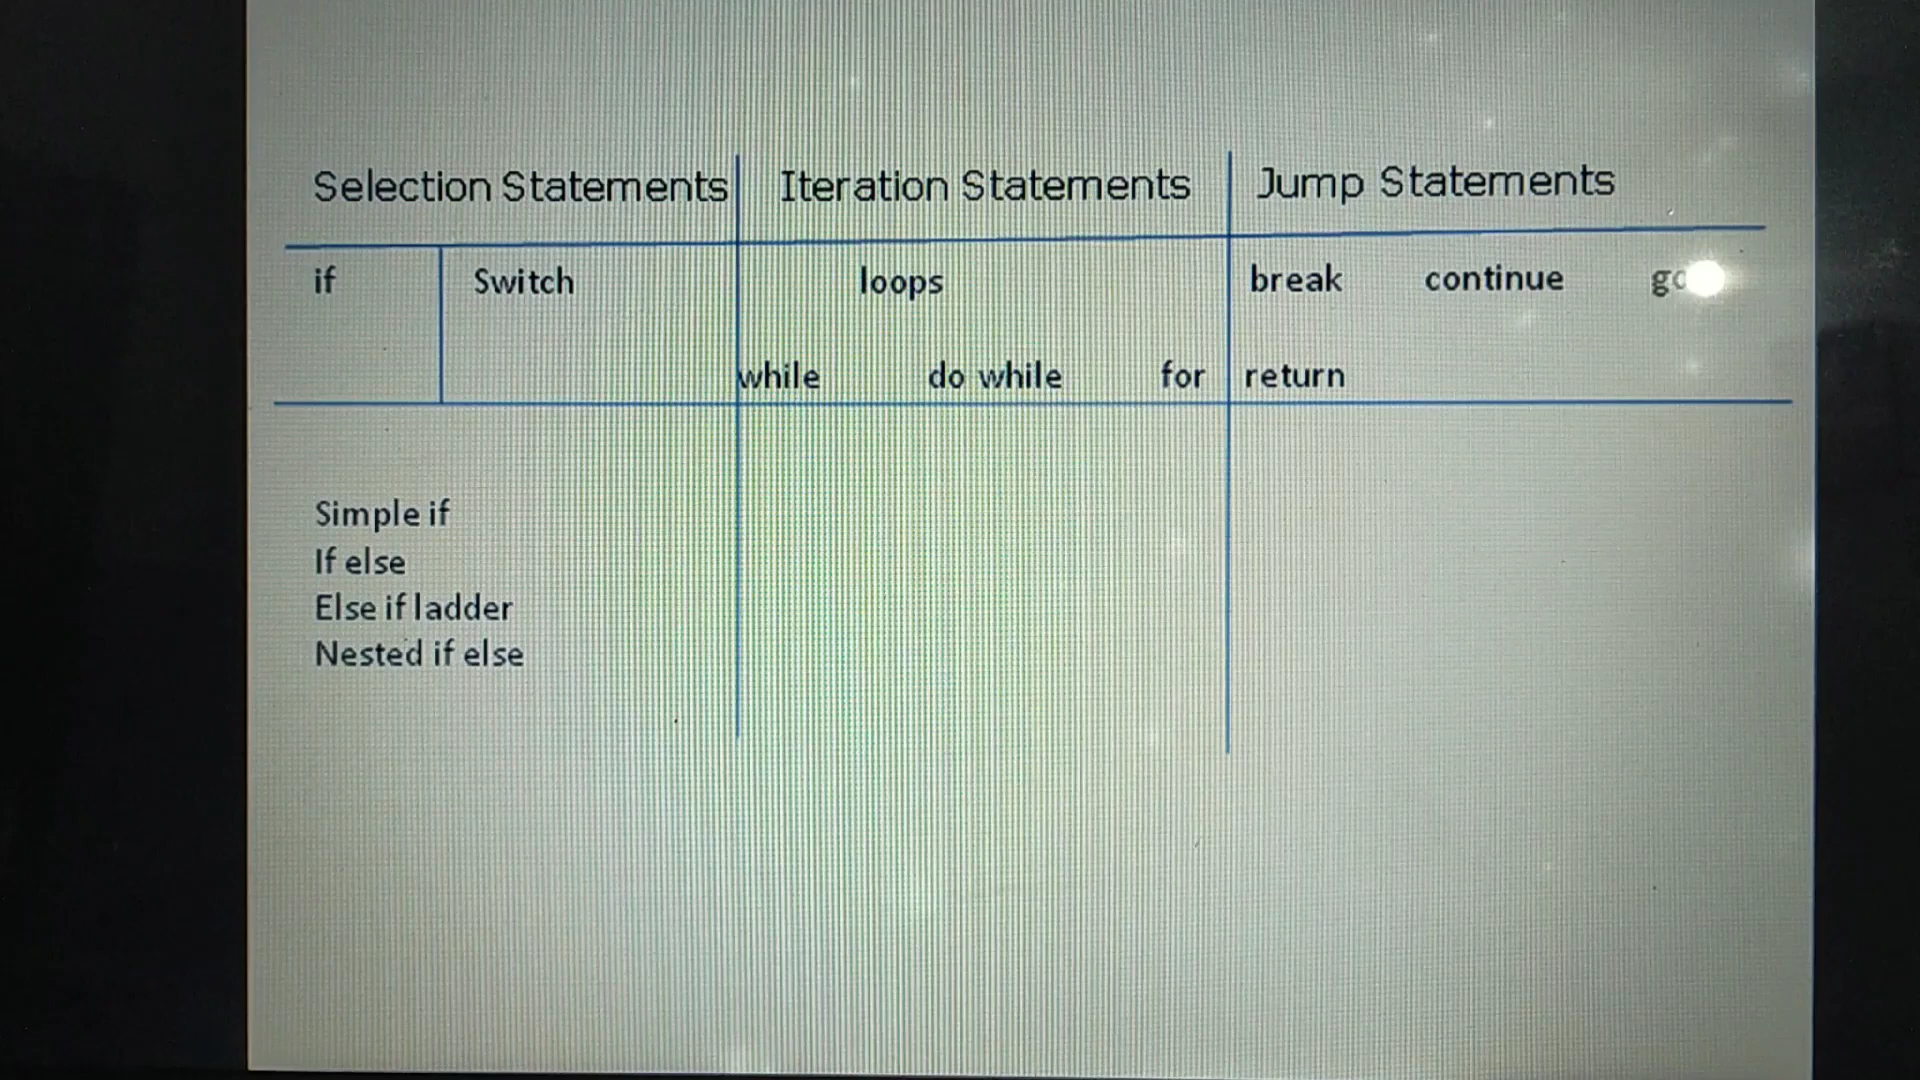 Selection Statements Iteration Statements Jump Statements
if Switch loops break continue
while do while for return
Simple if
If else
Else if ladder
Nested if else